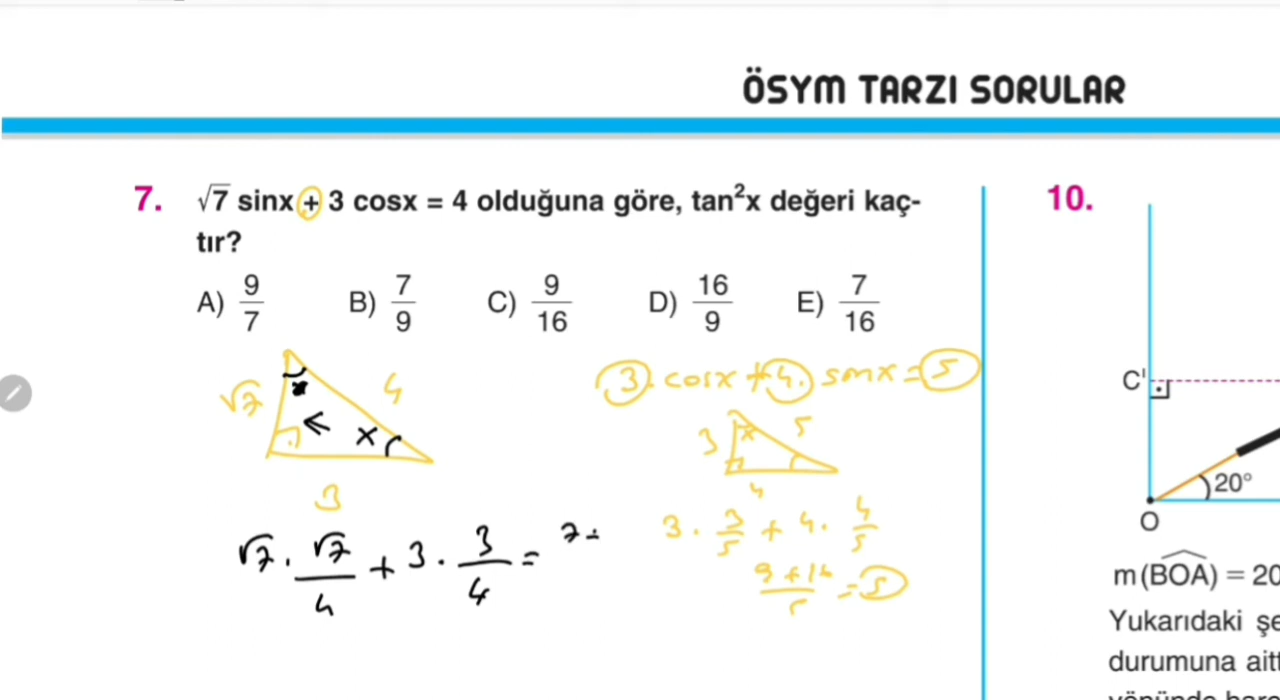 ÖSYM TARZI SORULAR
7. √7 sinx + 3 cosx = 4 olduğuna göre, tan²x değeri kaç-
tır?
A) 9/7 B) 7/9 C) 9/16 D) 16/9 E) 7/16
√7 4
x
3
√7 . √7/4 + 3 . 3/4 =
3. cosx + 4. sinx = 5
3 x 5
4
3 . 3/5 + 4 . 4/5
9+16/5 = 5
10.
C'
20°
O
m(BOA) = 20
Yukarıdaki şe
durumuna aitt